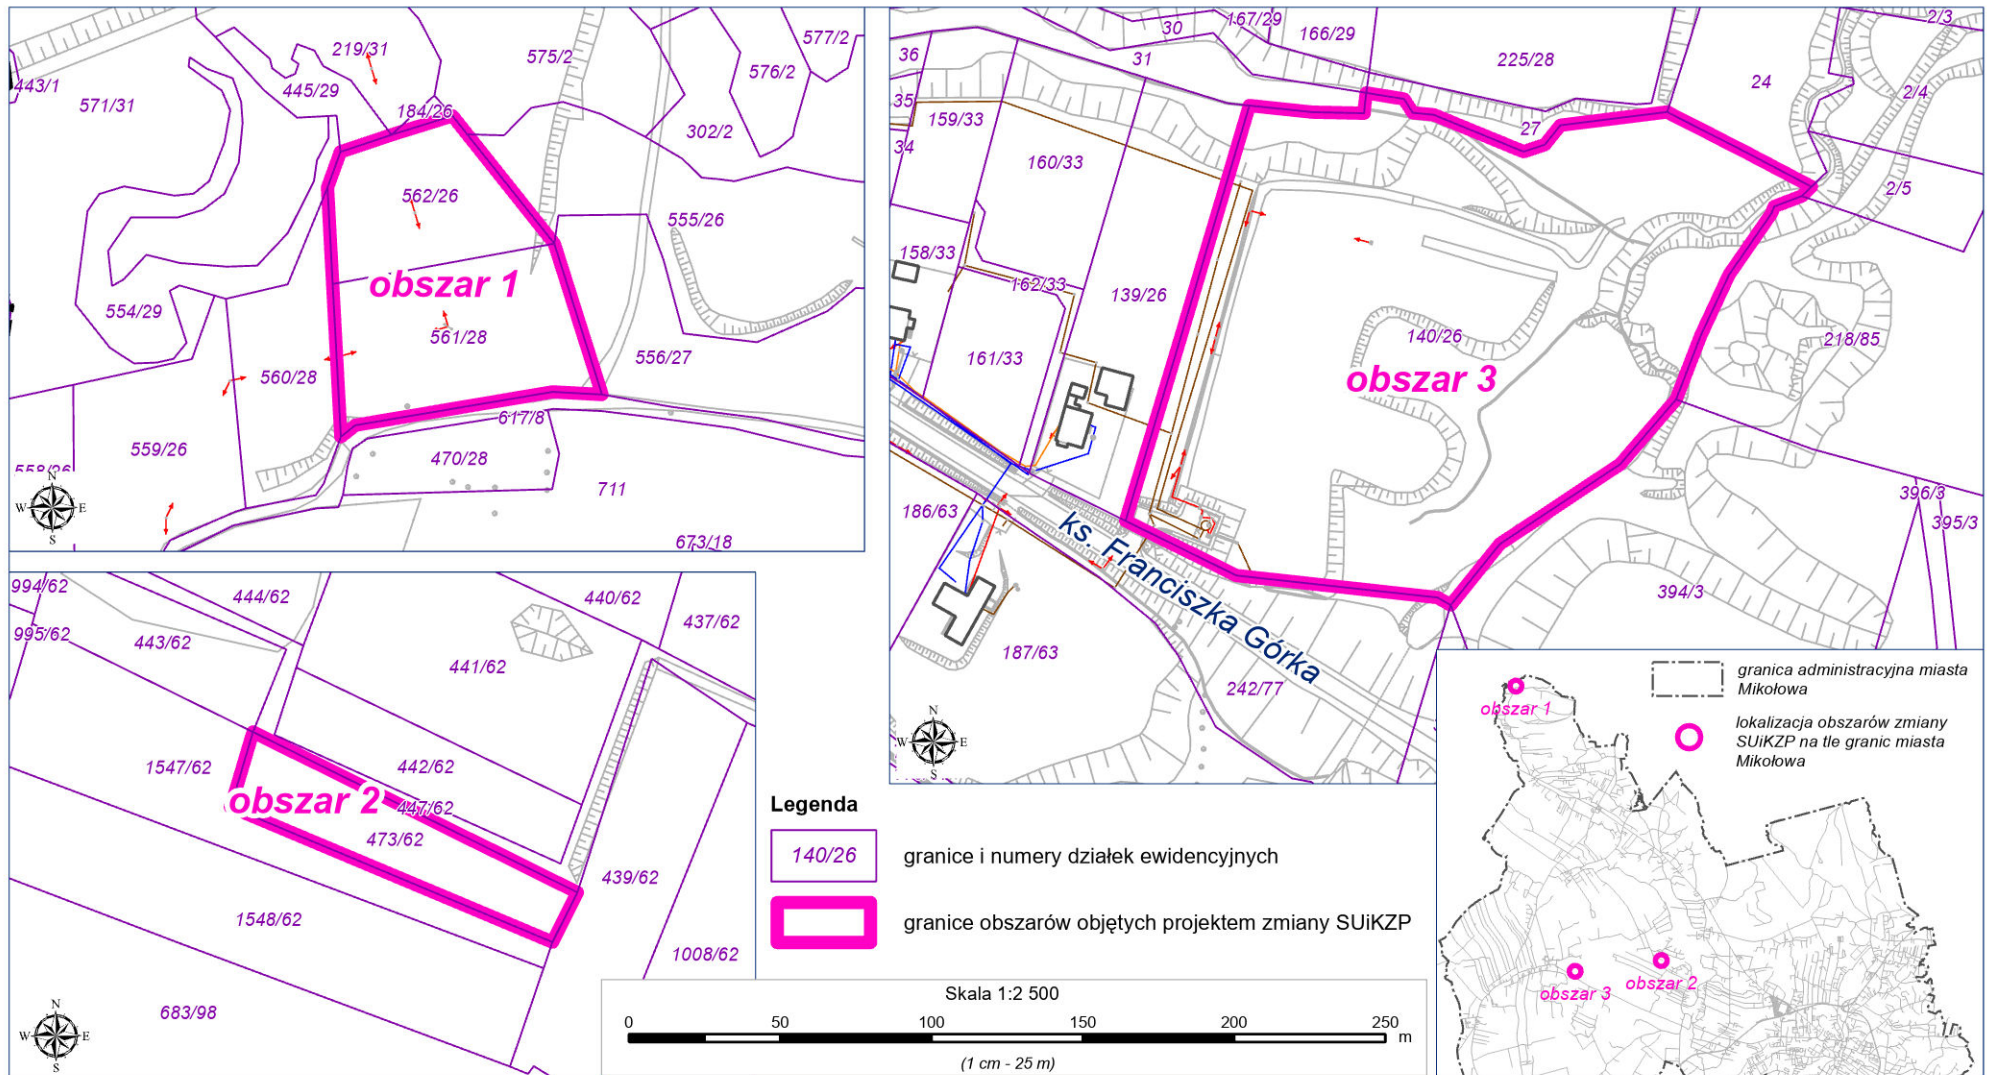 443/1
571/31
219/31
445/29
184/26
575/2
577/2
576/2
302/2
562/26
555/26
obszar 1
554/29
561/28
556/27
560/28
617/8
559/26
470/28
558/26
711
673/18
N
W
E
S
36
35
34
159/33
160/33
31
30
167/29
166/29
225/28
24
2/3
2/4
2/5
27
158/33
162/33
139/26
161/33
140/26
obszar 3
218/85
186/63
187/63
ks. Franciszka Górka
242/77
394/3
396/3
395/3
N
W
E
S
994/62
995/62
444/62
443/62
440/62
437/62
441/62
1547/62
442/62
obszar 2
447/62
473/62
439/62
1548/62
1008/62
683/98
N
W
E
S
Legenda
140/26
granice i numery działek ewidencyjnych
granice obszarów objętych projektem zmiany SUiKZP
Skala 1:2 500
0 50 100 150 200 250 m
(1 cm - 25 m)
granica administracyjna miasta
Mikołowa
lokalizacja obszarów zmiany
SUiKZP na tle granic miasta
Mikołowa
obszar 1
obszar 2
obszar 3